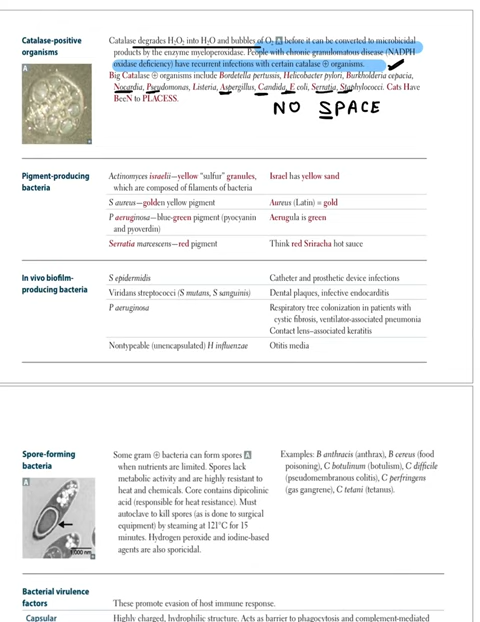 Catalase-positive organisms
Catalase degrades H₂O₂ into H₂O and bubbles of O₂ A before it can be converted to microbicidal
products by the enzyme myeloperoxidase. People with chronic granulomatous disease (NADPH
oxidase deficiency) have recurrent infections with certain catalase ⊕ organisms.
Big Catalase ⊕ organisms include Bordetella pertussis, Helicobacter pylori, Burkholderia cepacia,
Nocardia, Pseudomonas, Listeria, Aspergillus, Candida, E coli, Serratia, Staphylococci. Cats Have
BeeN to PLACESS.
A
NO SPACE
Pigment-producing bacteria
Actinomyces israelii—yellow “sulfur” granules,
which are composed of filaments of bacteria
Israel has yellow sand
S aureus—golden yellow pigment
Aureus (Latin) = gold
P aeruginosa—blue-green pigment (pyocyanin
and pyoverdin)
Aerugula is green
Serratia marcescens—red pigment
Think red Sriracha hot sauce
In vivo biofilm-
producing bacteria
S epidermidis
Catheter and prosthetic device infections
Viridans streptococci (S mutans, S sanguinis)
Dental plaques, infective endocarditis
P aeruginosa
Respiratory tree colonization in patients with
cystic fibrosis, ventilator-associated pneumonia
Contact lens–associated keratitis
Nontypeable (unencapsulated) H influenzae
Otitis media
Spore-forming
bacteria
Some gram ⊕ bacteria can form spores A
when nutrients are limited. Spores lack
metabolic activity and are highly resistant to
heat and chemicals. Core contains dipicolinic
acid (responsible for heat resistance). Must
autoclave to kill spores (as is done to surgical
equipment) by steaming at 121°C for 15
minutes. Hydrogen peroxide and iodine-based
agents are also sporicidal.
Examples: B anthracis (anthrax), B cereus (food
poisoning), C botulinum (botulism), C difficile
(pseudomembranous colitis), C perfringens
(gas gangrene), C tetani (tetanus).
A
1,000 nm
Bacterial virulence
factors
These promote evasion of host immune response.
Capsular
Highly charged, hydrophilic structure. Acts as barrier to phagocytosis and complement-mediated